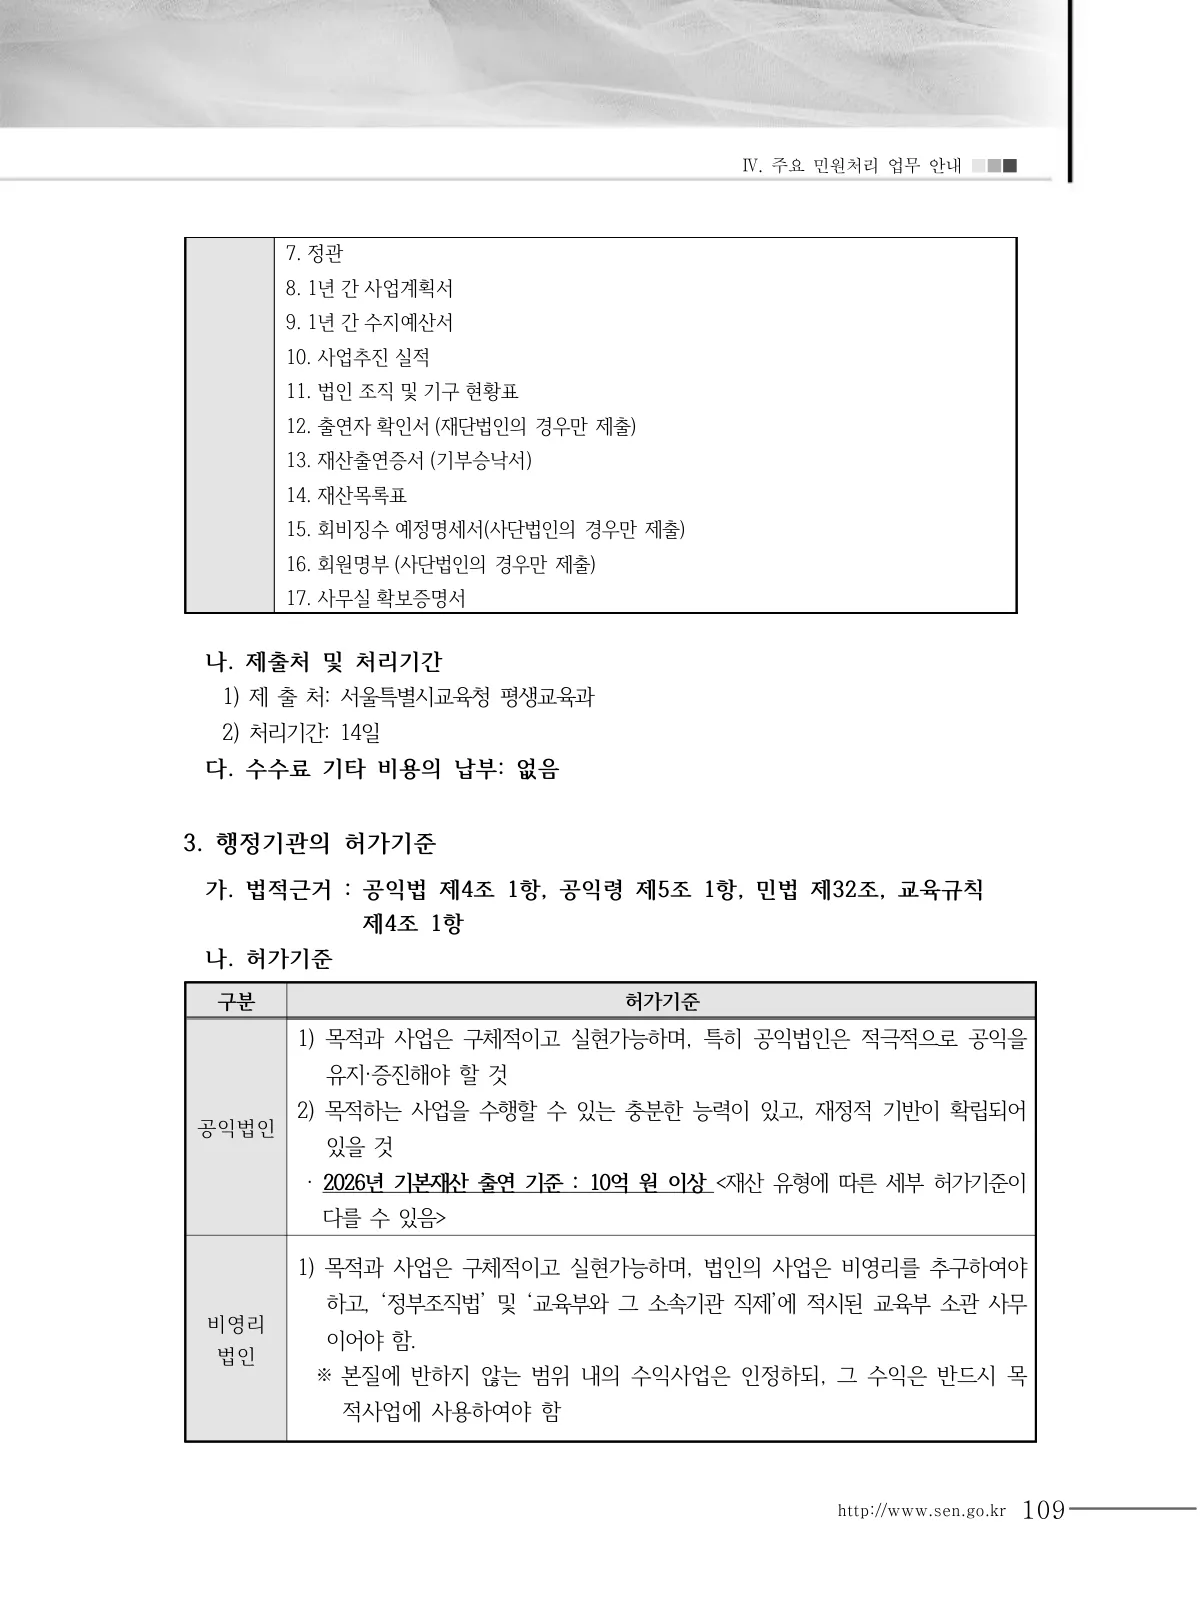 Ⅳ. 주요 민원처리 업무 안내
7. 정관
8. 1년 간 사업계획서
9. 1년 간 수지예산서
10. 사업추진 실적
11. 법인 조직 및 기구 현황표
12. 출연자 확인서 (재단법인의 경우만 제출)
13. 재산출연증서 (기부승낙서)
14. 재산목록표
15. 회비징수 예정명세서(사단법인의 경우만 제출)
16. 회원명부 (사단법인의 경우만 제출)
17. 사무실 확보증명서
나. 제출처 및 처리기간
1) 제 출 처: 서울특별시교육청 평생교육과
2) 처리기간: 14일
다. 수수료 기타 비용의 납부: 없음
3. 행정기관의 허가기준
가. 법적근거 : 공익법 제4조 1항, 공익령 제5조 1항, 민법 제32조, 교육규칙
제4조 1항
나. 허가기준
구분 허가기준
공익법인
1) 목적과 사업은 구체적이고 실현가능하며, 특히 공익법인은 적극적으로 공익을
유지·증진해야 할 것
2) 목적하는 사업을 수행할 수 있는 충분한 능력이 있고, 재정적 기반이 확립되어
있을 것
· 2026년 기본재산 출연 기준 : 10억 원 이상 <재산 유형에 따른 세부 허가기준이
다를 수 있음>
비영리
법인
1) 목적과 사업은 구체적이고 실현가능하며, 법인의 사업은 비영리를 추구하여야
하고, ‘정부조직법’ 및 ‘교육부와 그 소속기관 직제’에 적시된 교육부 소관 사무
이어야 함.
※ 본질에 반하지 않는 범위 내의 수익사업은 인정하되, 그 수익은 반드시 목
적사업에 사용하여야 함
http://www.sen.go.kr 109